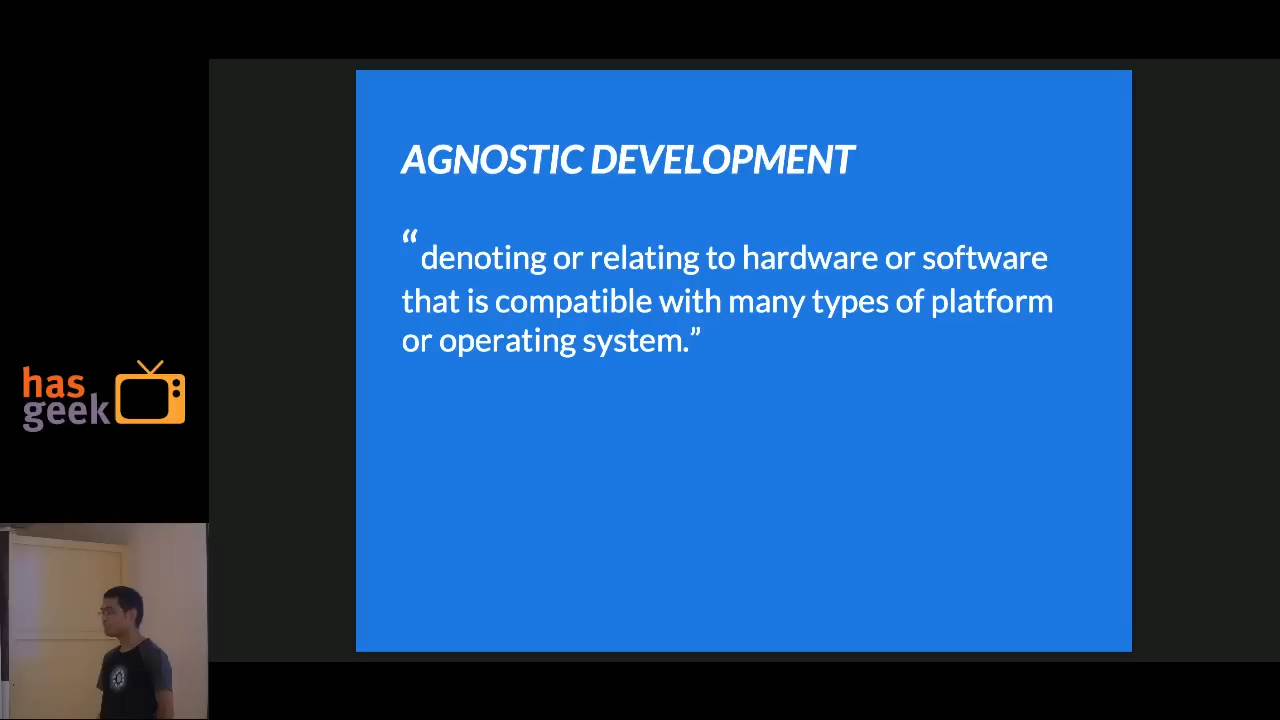 AGNOSTIC DEVELOPMENT
“denoting or relating to hardware or software
that is compatible with many types of platform
or operating system.”
has
geek